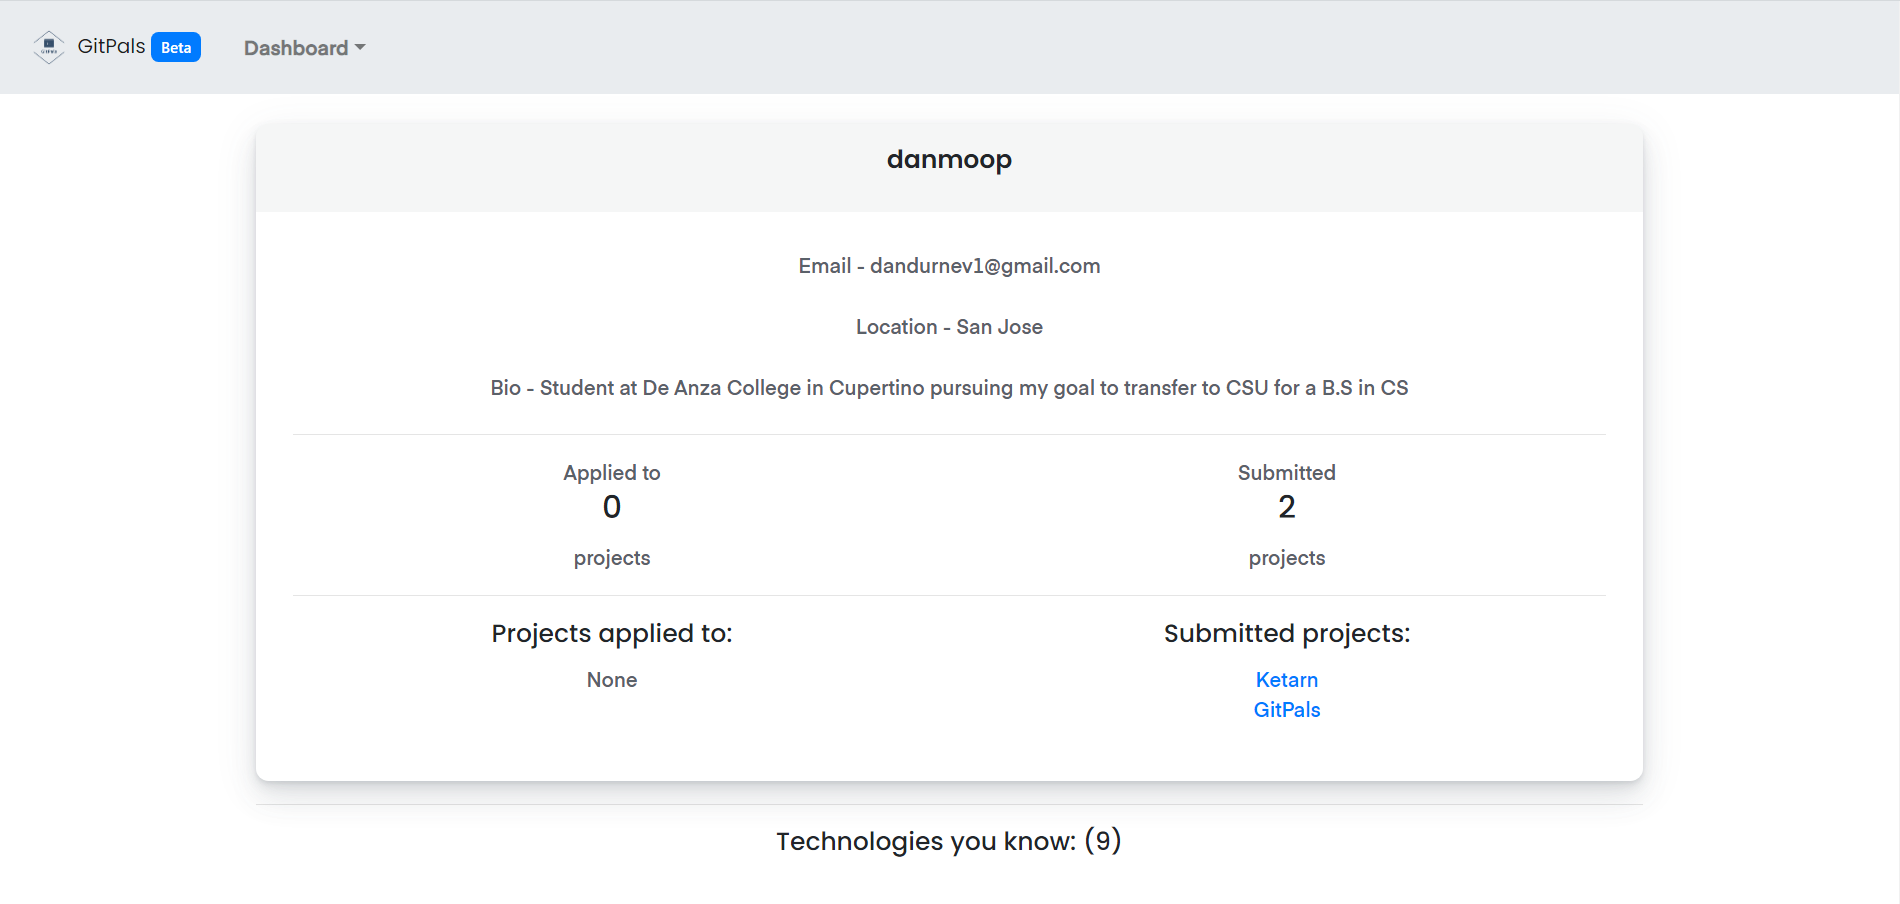 GitPals Beta Dashboard
danmoop
Email - dandurnev1@gmail.com
Location - San Jose
Bio - Student at De Anza College in Cupertino pursuing my goal to transfer to CSU for a B.S in CS
Applied to
0
projects
Submitted
2
projects
Projects applied to:
None
Submitted projects:
Ketarn
GitPals
Technologies you know: (9)